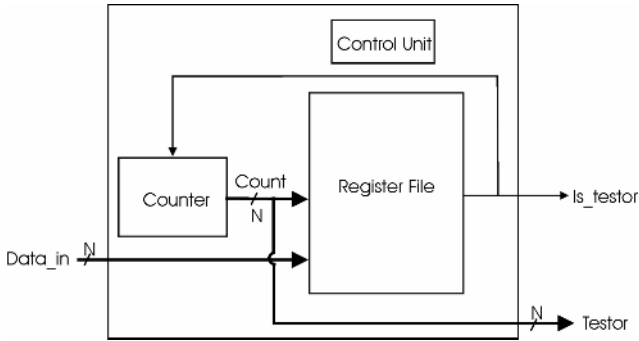 Control Unit
Counter
Count
N
Register File
Is_testor
Data_in
N
N
Testor